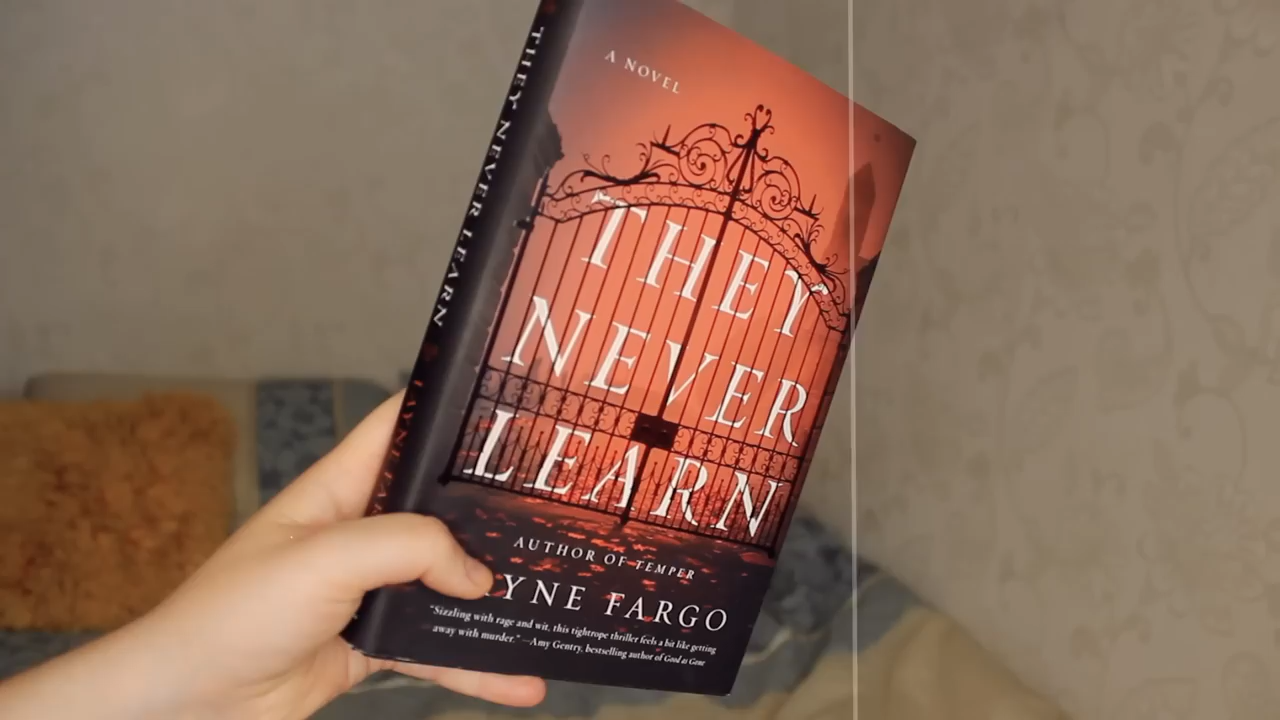 THEY NEVER LEARN
A NOVEL
THEY
NEVER
LEARN
AUTHOR OF TEMPER
YNE FARGO
"Sizzling with rage and wit, this tightrope thriller feels a bit like getting
away with murder." —Amy Gentry, bestselling author of Good as Gone